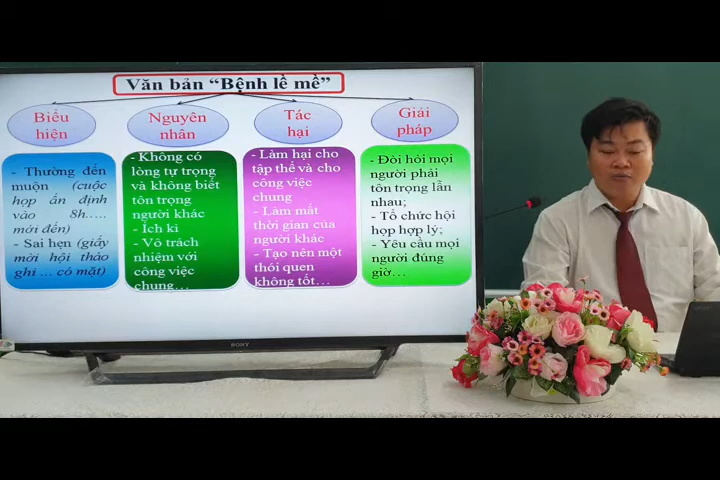 Văn bản “Bệnh lề mề”
Biểu
hiện
Nguyên
nhân
Tác
hại
Giải
pháp
- Thường đến
muộn (cuộc
họp ấn định
vào 8h…..
mới đến)
- Sai hẹn (giấy
mời hội thảo
ghi ... có mặt)
- Không có
lòng tự trọng
và không biết
tôn trọng
người khác
- Ích kỉ
- Vô trách
nhiệm với
công việc
chung…
- Làm hại cho
tập thể và cho
công việc
chung
- Làm mất
thời gian của
người khác
- Tạo nên một
thói quen
không tốt…
- Đòi hỏi mọi
người phải
tôn trọng lẫn
nhau;
- Tổ chức hội
họp hợp lý;
- Yêu cầu mọi
người đúng
giờ…
SONY